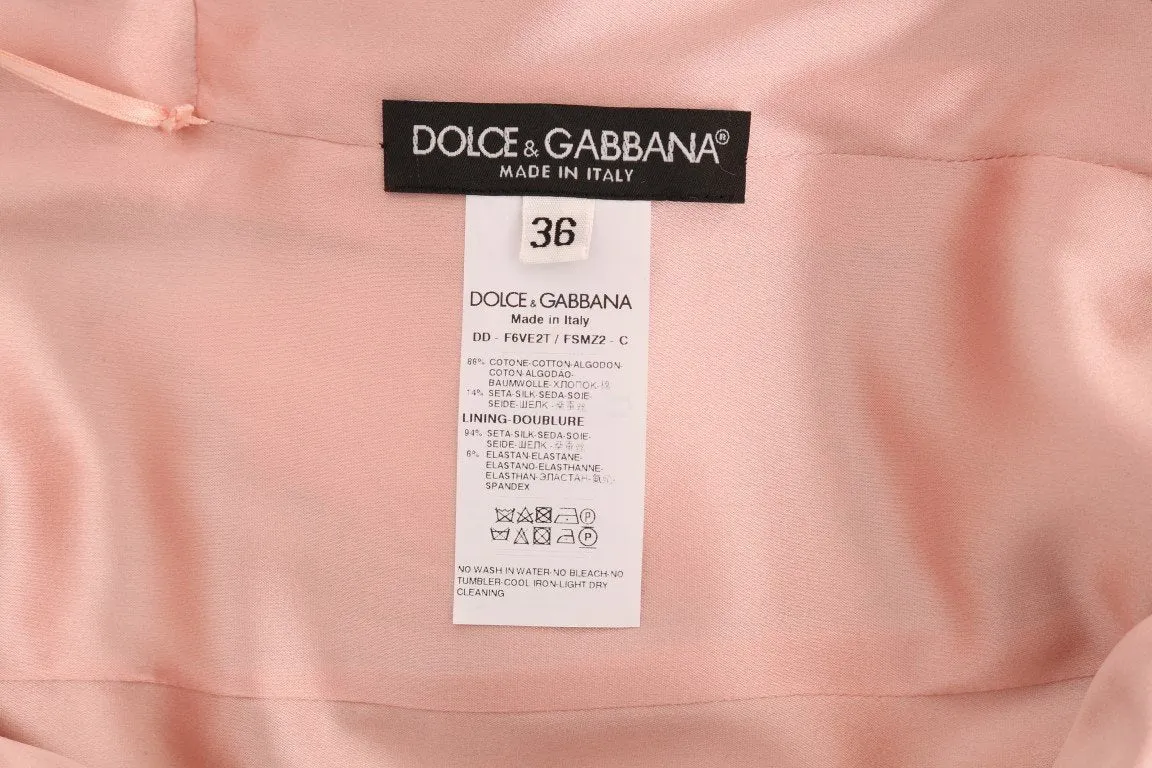 DOLCE & GABBANA®
MADE IN ITALY
36
DOLCE & GABBANA
Made in Italy
DD - F6VE2T / FSMZ2 - C
86% COTONE-COTTON-ALGODON-
COTON-ALGODAO-
BAUMWOLLE-ХЛОПОК-棉
14% SETA-SILK-SEDA-SOIE-
SEIDE-ШЕЛК-
LINING-DOUBLURE
94% SETA-SILK-SEDA-SOIE-
SEIDE-ШЕЛК-
6% ELASTAN-ELASTANE-
ELASTANO-ELASTHANNE-
ELASTHAN-ЭЛАСТАН-
SPANDEX
P
P
NO WASH IN WATER-NO BLEACH-NO
TUMBLER-COOL IRON-LIGHT DRY
CLEANING